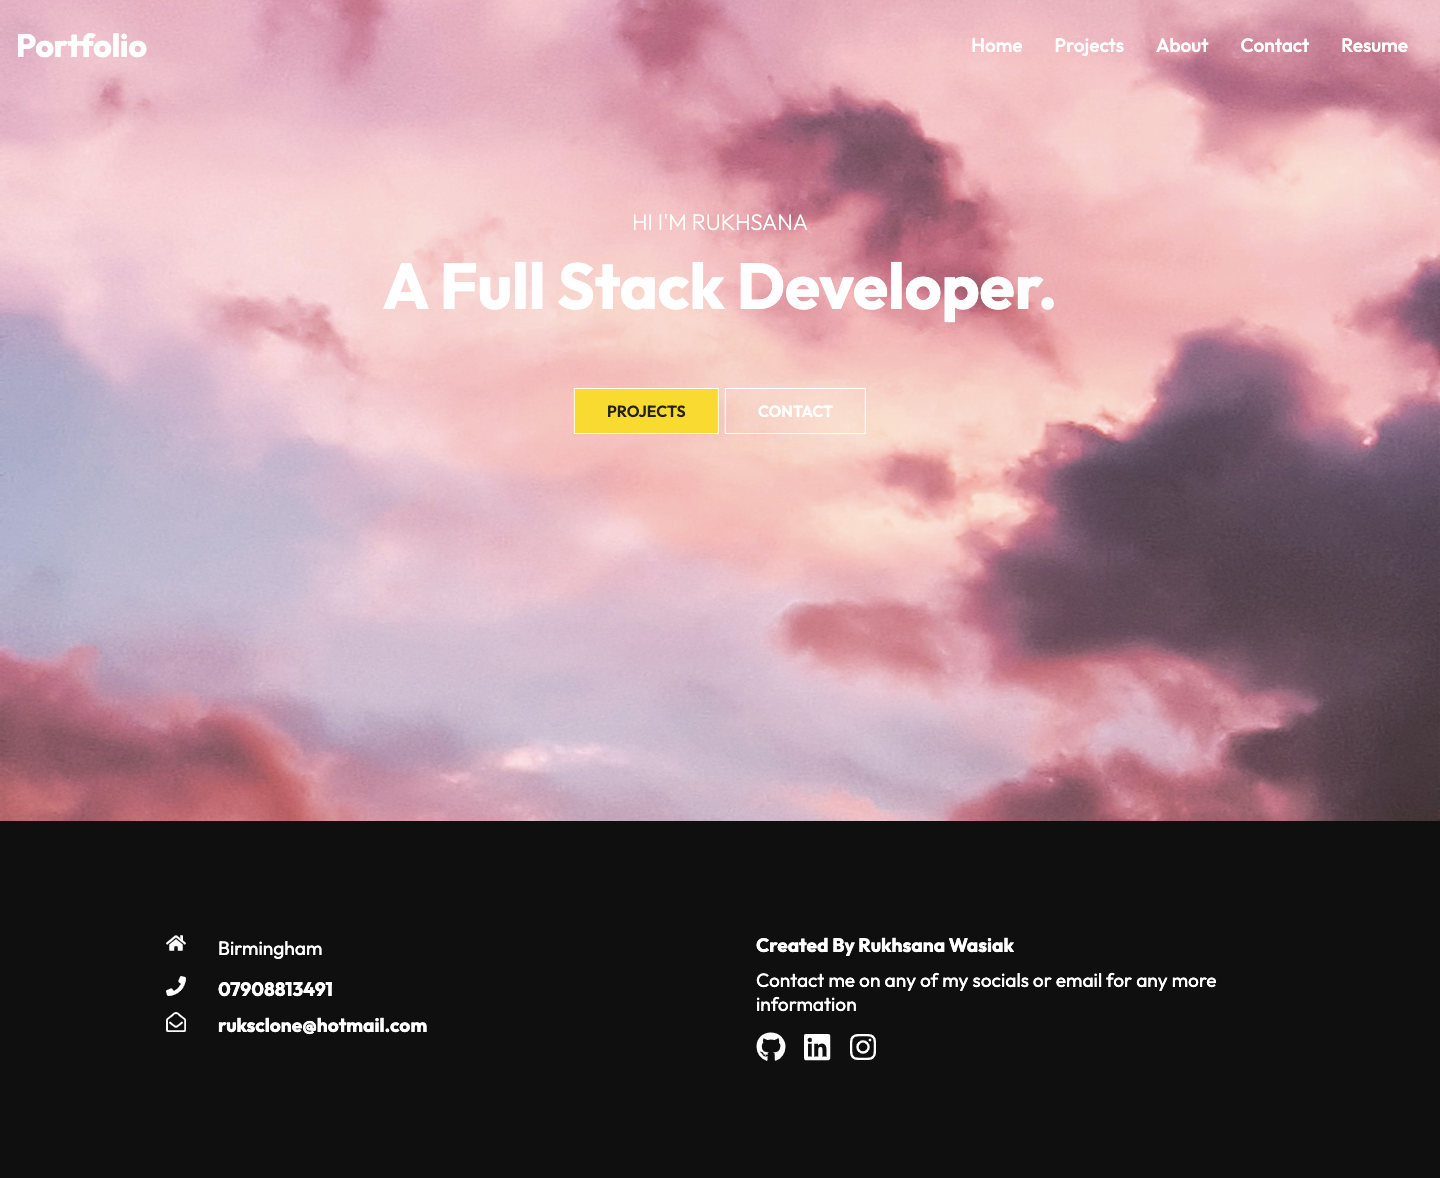 Portfolio
Home Projects About Contact Resume
HI I'M RUKHSANA
A Full Stack Developer.
PROJECTS CONTACT
Birmingham
07908813491
ruksclone@hotmail.com
Created By Rukhsana Wasiak
Contact me on any of my socials or email for any more
information